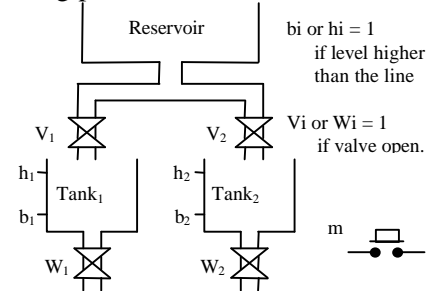 Reservoir
bi or hi = 1
if level higher
than the line
V1
V2
Vi or Wi = 1
if valve open.
h1
Tank1
b1
h2
Tank2
b2
m
W1
W2